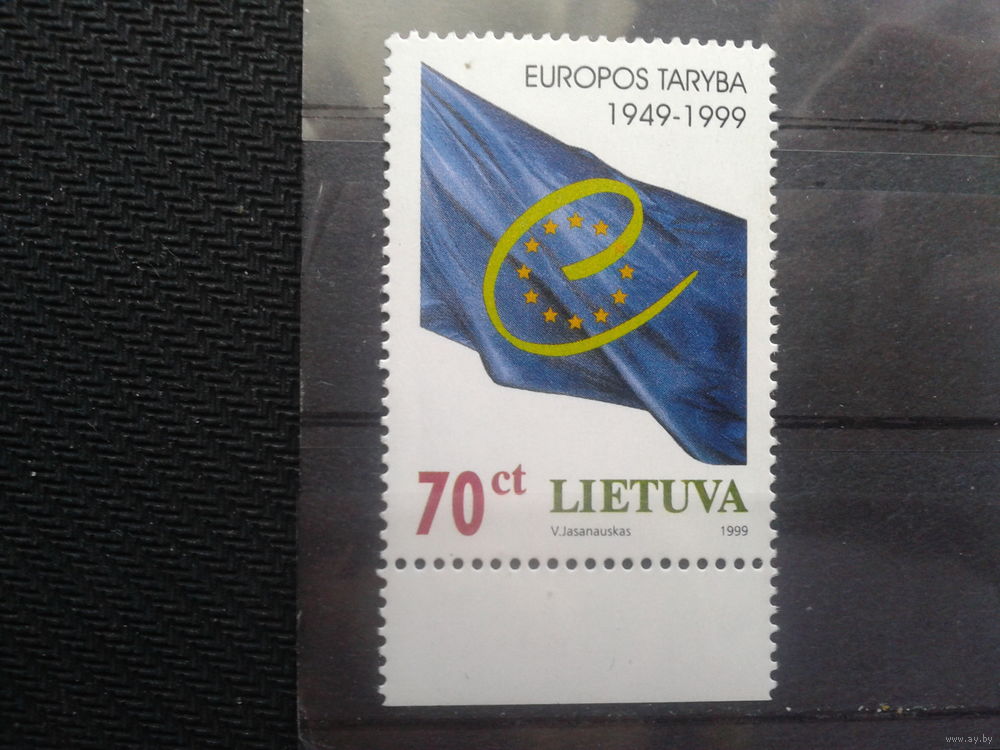 EUROPOS TARYBA
1949-1999
70ct LIETUVA
V.Jasanauskas 1999
www.ay.by